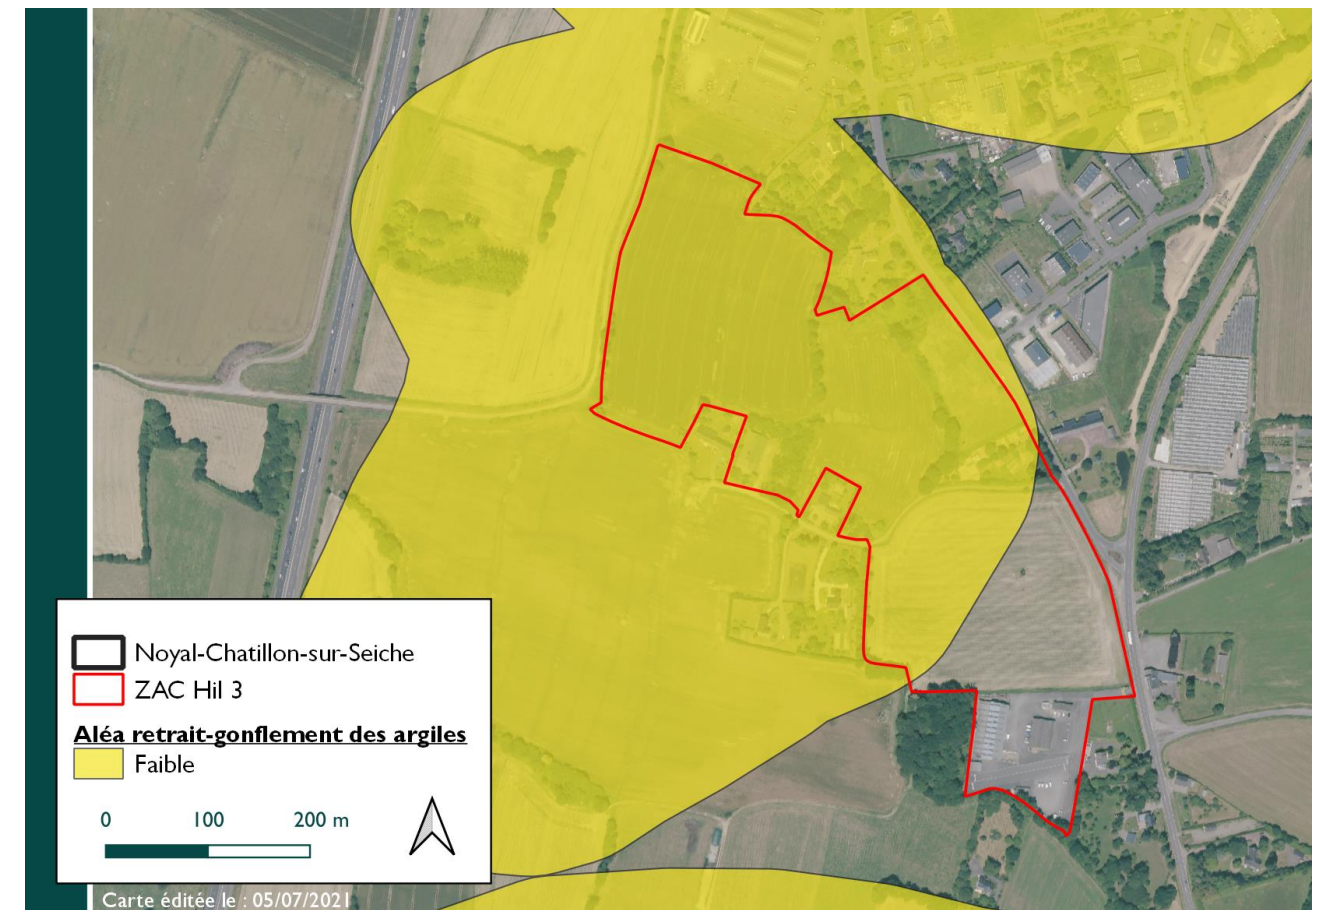 Noyal-Chatillon-sur-Seiche
ZAC Hil 3
Aléa retrait-gonflement des argiles
Faible
0 100 200 m
Carte éditée le : 05/07/2021